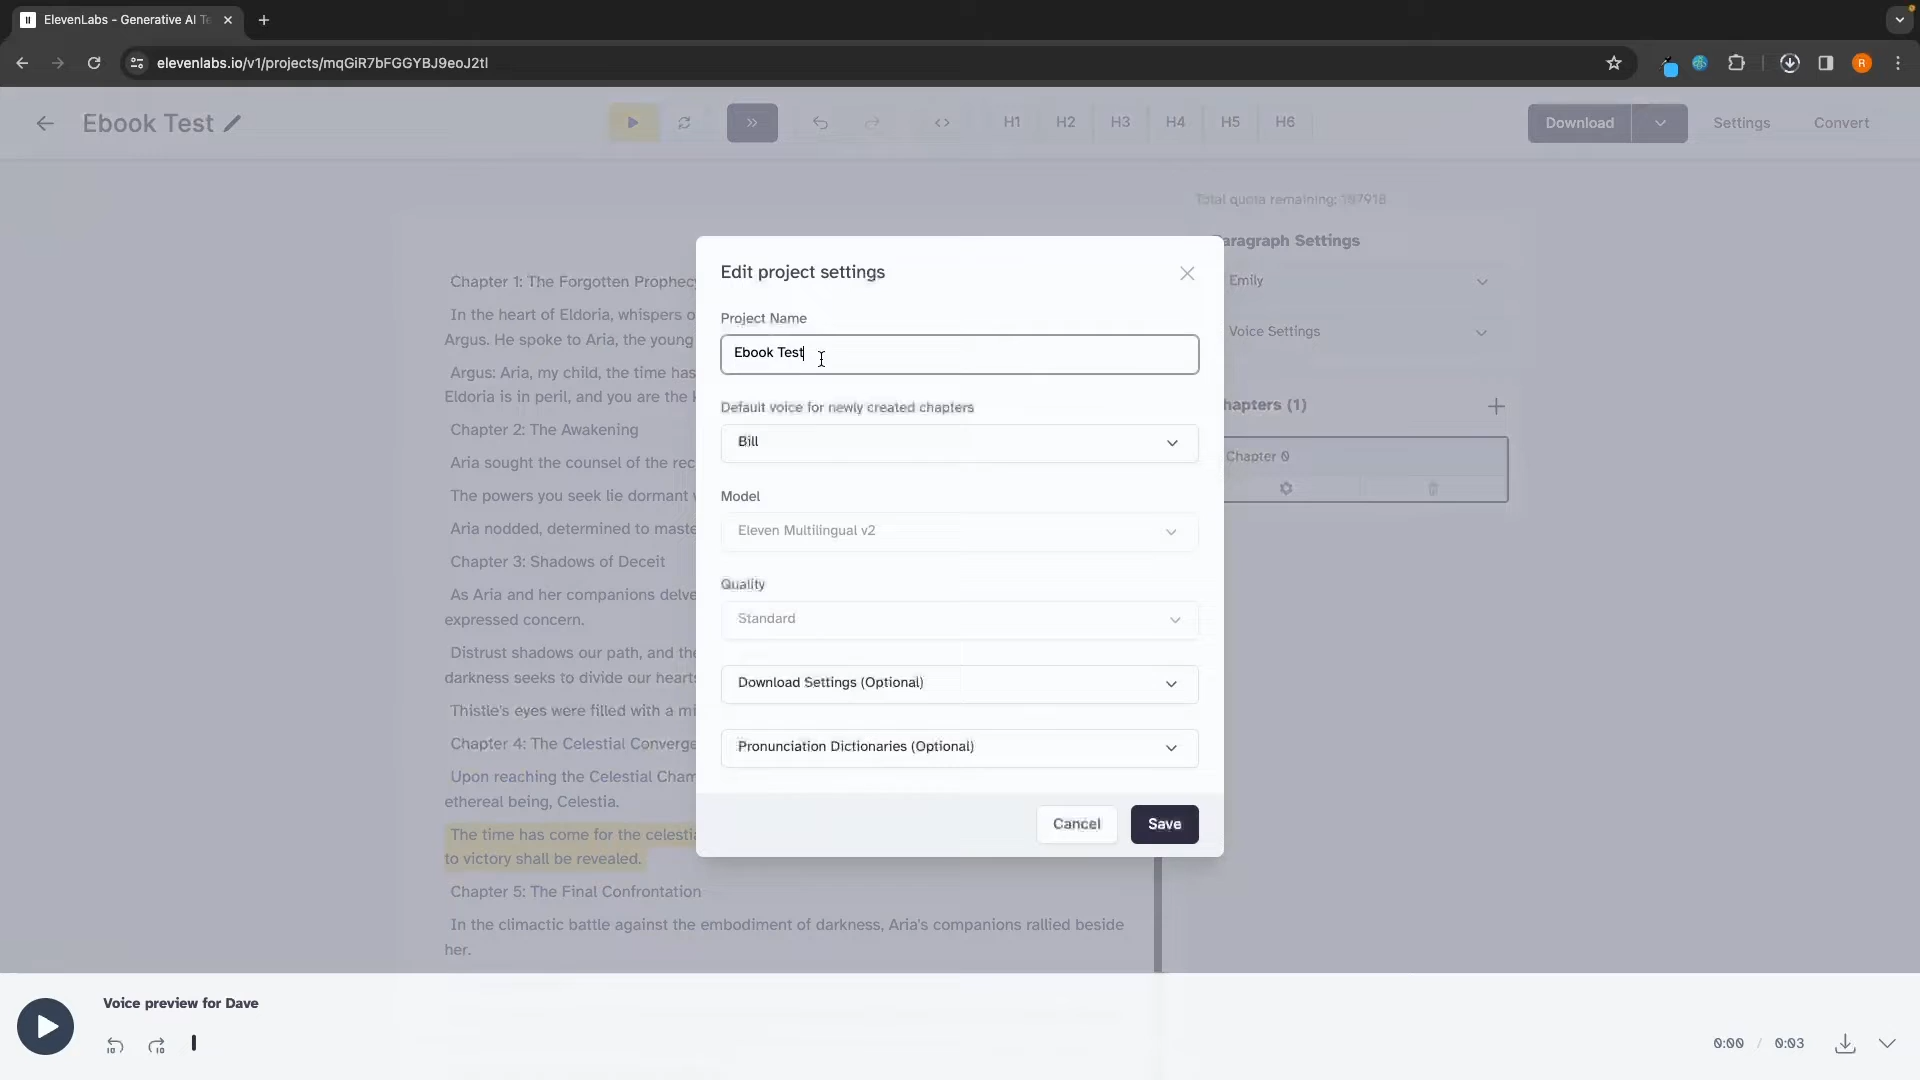 ElevenLabs - Generative AI Te
elevenlabs.io/v1/projects/mqGiR7bFGGYBJ9eoJ2tl
R
Ebook Test
H1 H2 H3 H4 H5 H6
Download
Settings
Convert
Total quota remaining: 197918
Paragraph Settings
Emily
Voice Settings
hapters (1)
Chapter 0
Chapter 1: The Forgotten Prophecy
In the heart of Eldoria, whispers o
Argus. He spoke to Aria, the young
Argus: Aria, my child, the time has
Eldoria is in peril, and you are the k
Chapter 2: The Awakening
Aria sought the counsel of the rec
The powers you seek lie dormant w
Aria nodded, determined to maste
Chapter 3: Shadows of Deceit
As Aria and her companions delve
expressed concern.
Distrust shadows our path, and the
darkness seeks to divide our hearts
Thistle's eyes were filled with a mi
Chapter 4: The Celestial Converge
Upon reaching the Celestial Cham
ethereal being, Celestia.
The time has come for the celestia
to victory shall be revealed.
Chapter 5: The Final Confrontation
In the climactic battle against the embodiment of darkness, Aria's companions rallied beside
her.
Edit project settings
Project Name
Ebook Test
Default voice for newly created chapters
Bill
Model
Eleven Multilingual v2
Quality
Standard
Download Settings (Optional)
Pronunciation Dictionaries (Optional)
Cancel
Save
Voice preview for Dave
10 10
0:00 / 0:03